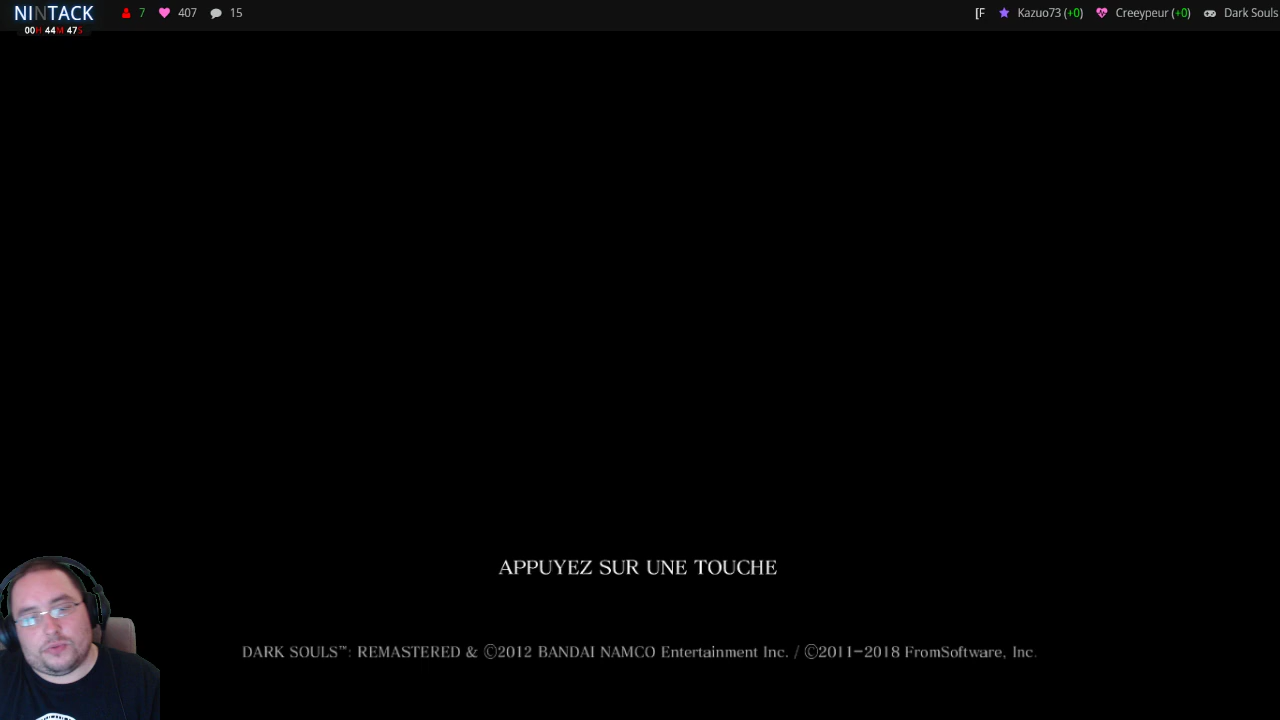 NINTACK 7 407 15 [F Kazuo73 (+0) Creeypeur (+0) Dark Souls
00H 44M 47S
APPUYEZ SUR UNE TOUCHE
DARK SOULS™: REMASTERED & ©2012 BANDAI NAMCO Entertainment Inc. / ©2011-2018 FromSoftware, Inc.